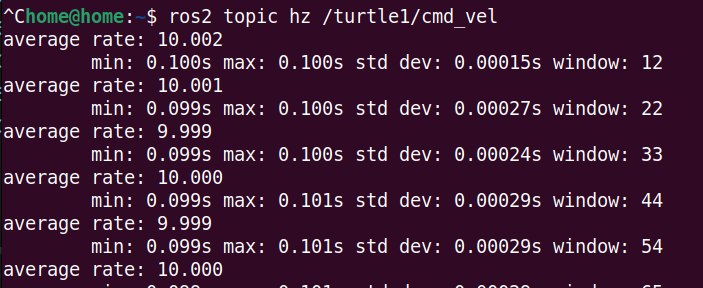 ^Chome@home:~$ ros2 topic hz /turtle1/cmd_vel
average rate: 10.002
min: 0.100s max: 0.100s std dev: 0.00015s window: 12
average rate: 10.001
min: 0.099s max: 0.100s std dev: 0.00027s window: 22
average rate: 9.999
min: 0.099s max: 0.100s std dev: 0.00024s window: 33
average rate: 10.000
min: 0.099s max: 0.101s std dev: 0.00029s window: 44
average rate: 9.999
min: 0.099s max: 0.101s std dev: 0.00029s window: 54
average rate: 10.000